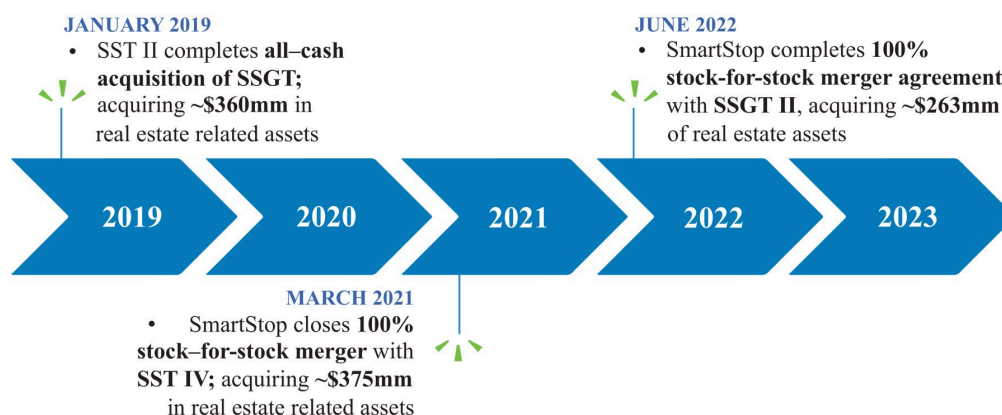 JANUARY 2019
• SST II completes all–cash
acquisition of SSGT;
acquiring ~$360mm in
real estate related assets
JUNE 2022
• SmartStop completes 100%
stock-for-stock merger agreement
with SSGT II, acquiring ~$263mm
of real estate assets
2019
2020
2021
2022
2023
MARCH 2021
• SmartStop closes 100%
stock–for-stock merger with
SST IV; acquiring ~$375mm
in real estate related assets